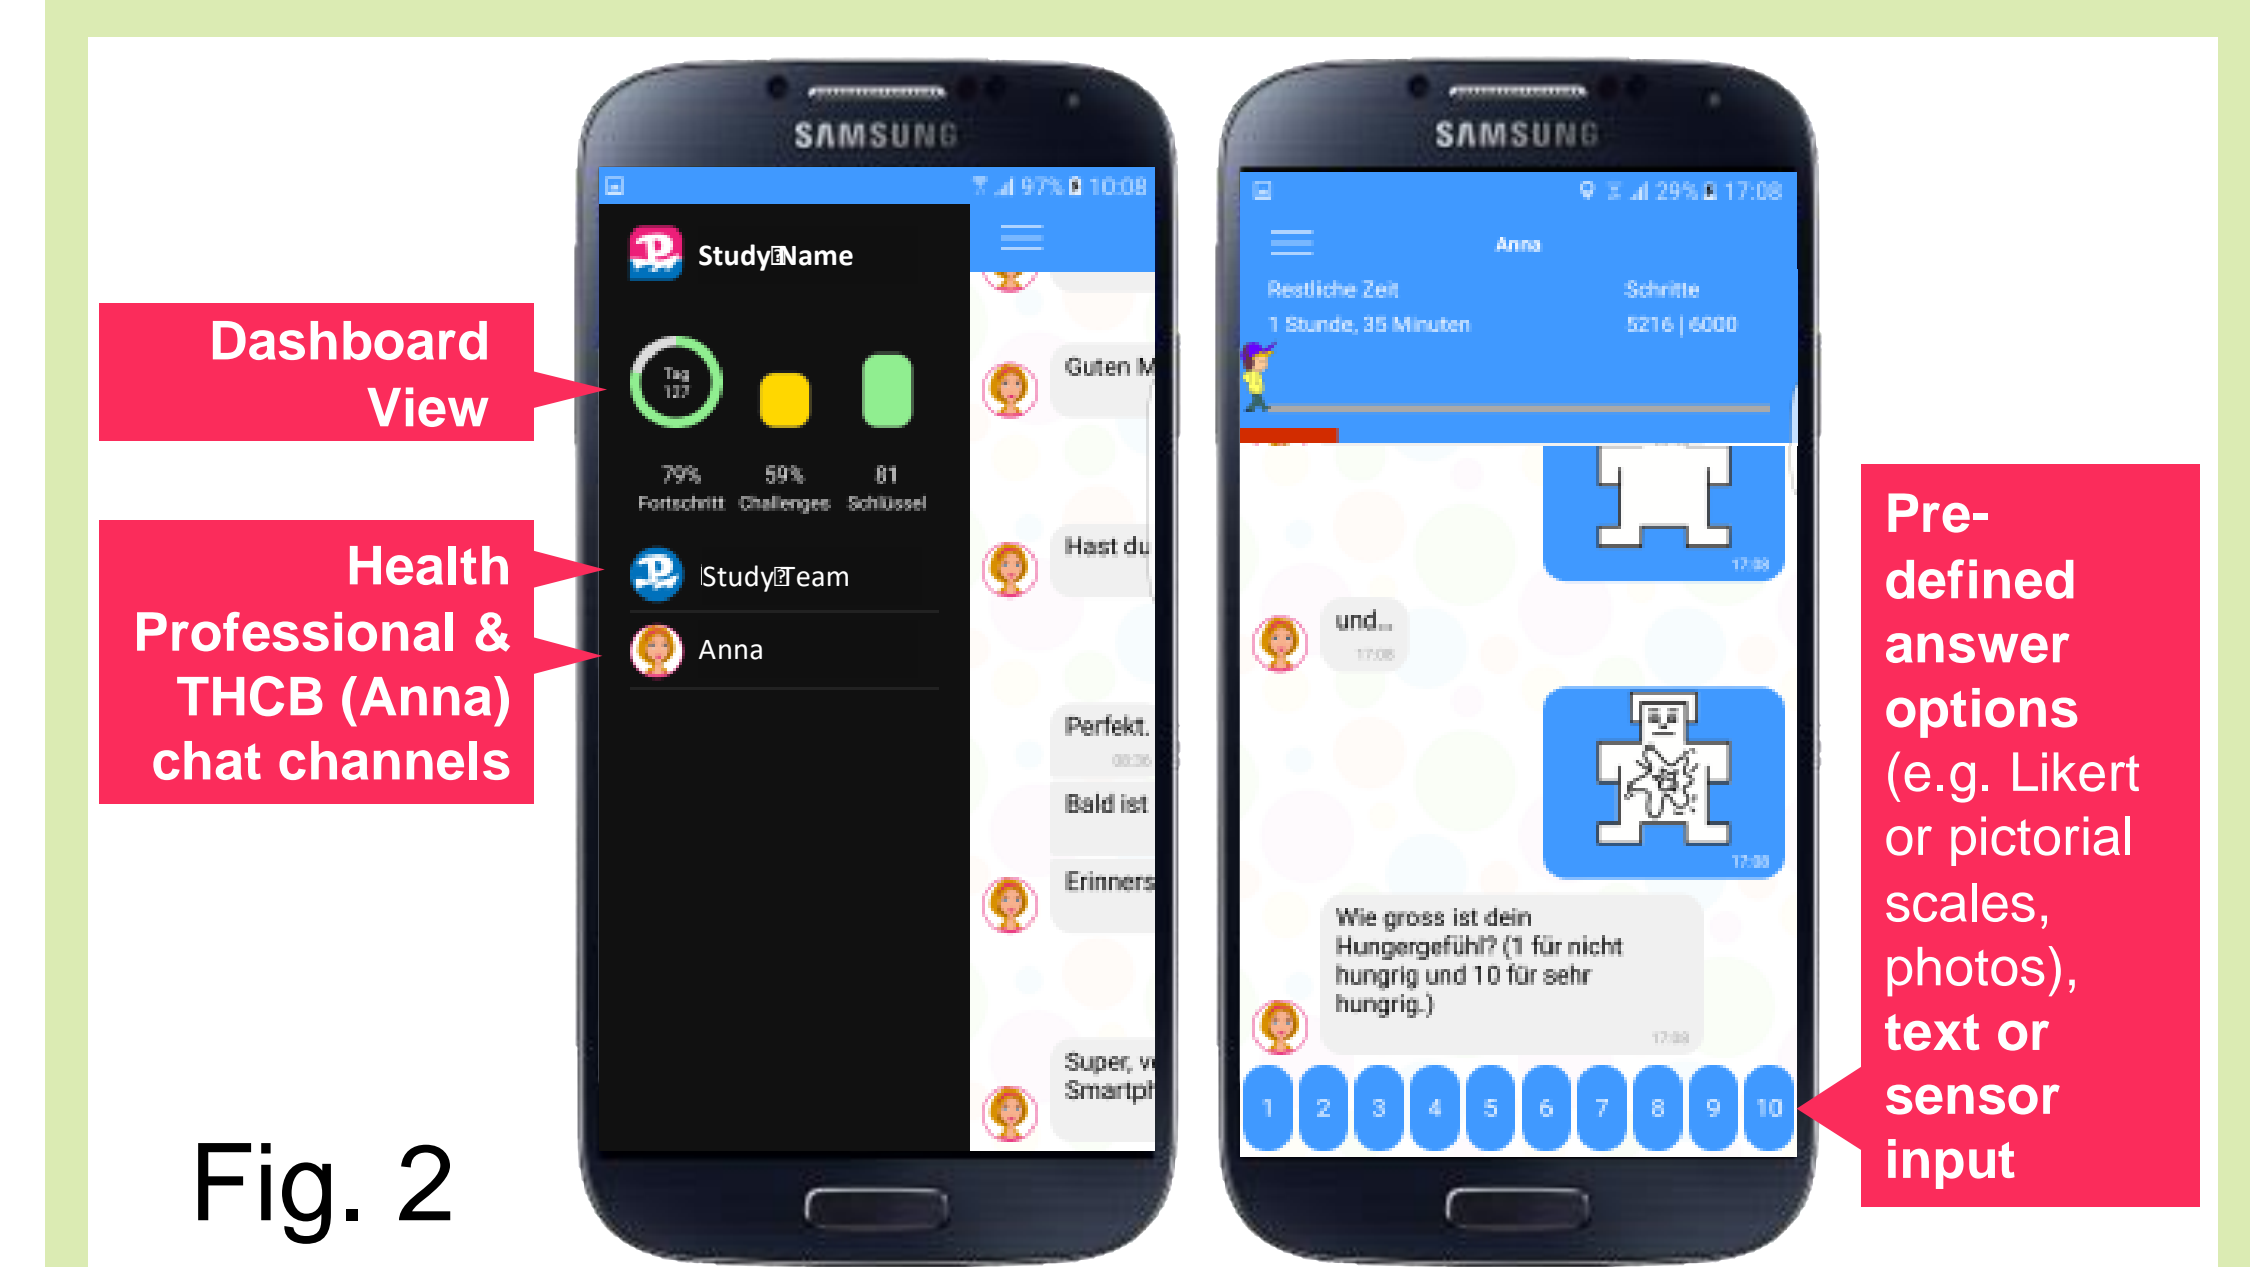 SAMSUNG
97% 10:08
Study Name
Dashboard
View
Tag
137
79%
59%
81
Fortschritt
Challenges
Schlüssel
Health
Professional &
THCB (Anna)
chat channels
Study Team
Anna
Guten M
Hast du
Perfekt.
08:36
Bald ist
Erinners
Super, v
Smartph
SAMSUNG
29% 17:08
Anna
Restliche Zeit
Schritte
1 Stunde, 35 Minuten
5216 | 6000
17:08
und...
17:08
17:08
Wie gross ist dein
Hungergefühl? (1 für nicht
hungrig und 10 für sehr
hungrig.)
17:08
1 2 3 4 5 6 7 8 9 10
Pre-
defined
answer
options
(e.g. Likert
or pictorial
scales,
photos),
text or
sensor
input
Fig. 2